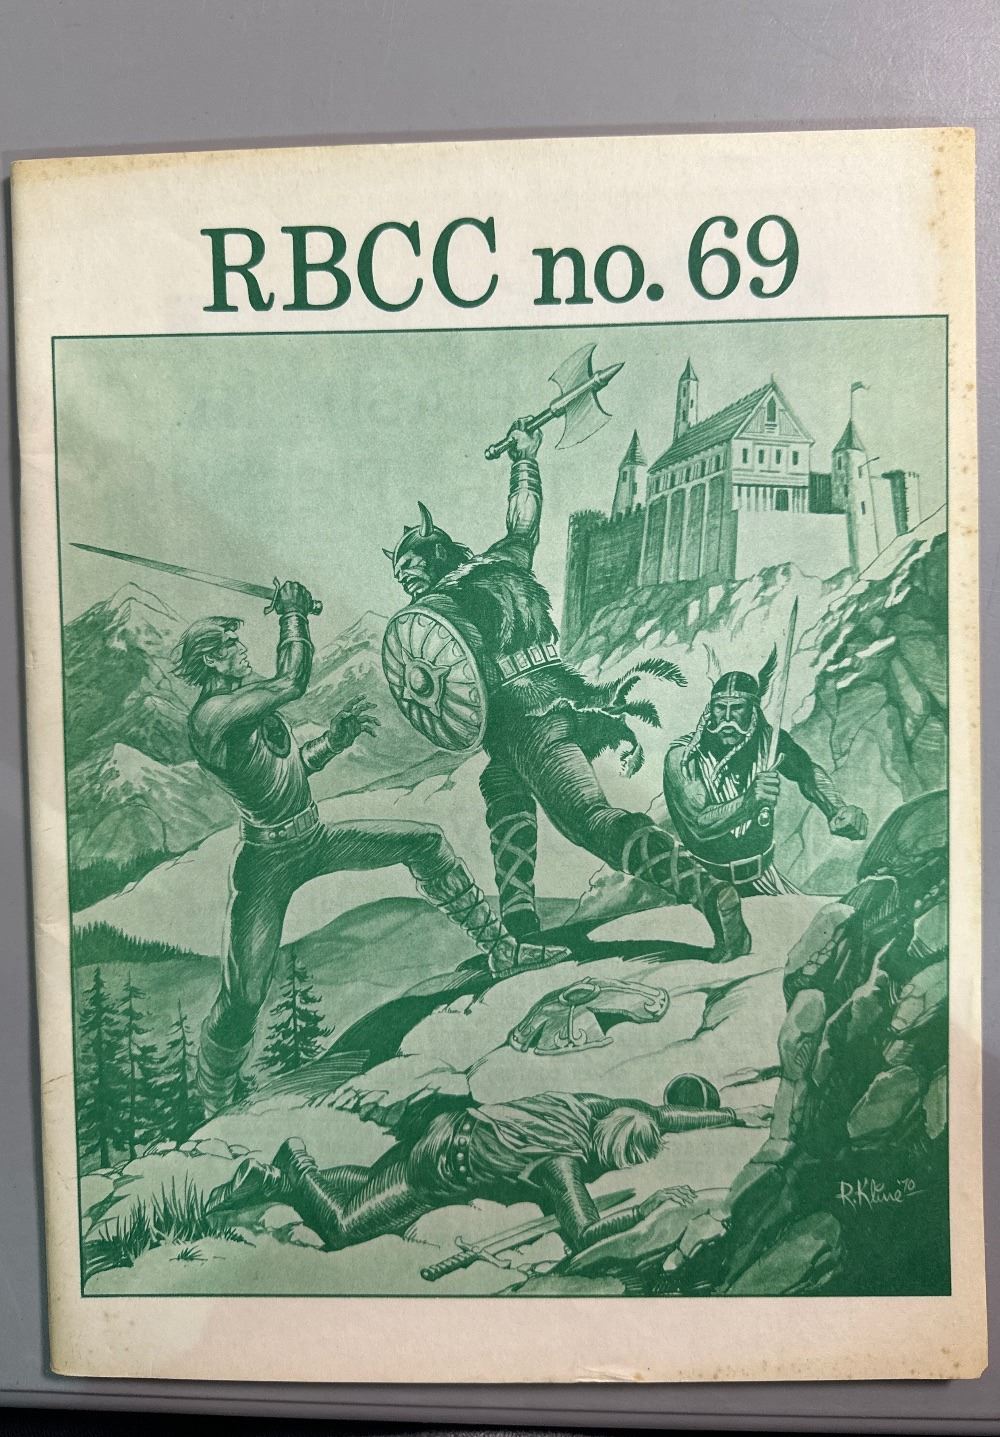 RBCC no. 69
R. Kline '70